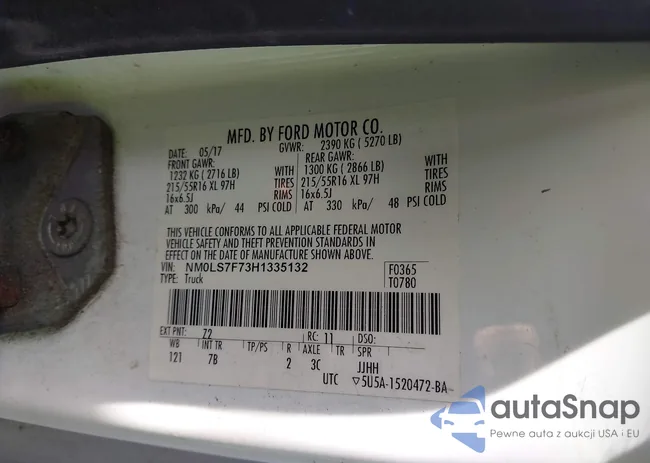 MFD. BY FORD MOTOR CO.
DATE: 05/17 GVWR: 2390 KG ( 5270 LB)
FRONT GAWR: REAR GAWR:
1232 KG ( 2716 LB) WITH 1300 KG ( 2866 LB) WITH
215/55R16 XL 97H TIRES 215/55R16 XL 97H TIRES
16x6.5J RIMS 16x6.5J RIMS
AT 300 kPa/ 44 PSI COLD AT 330 kPa/ 48 PSI COLD
THIS VEHICLE CONFORMS TO ALL APPLICABLE FEDERAL MOTOR
VEHICLE SAFETY AND THEFT PREVENTION STANDARDS IN
EFFECT ON THE DATE OF MANUFACTURE SHOWN ABOVE.
VIN: NM0LS7F73H1335132 F0365
TYPE: Truck T0780
EXT PNT: Z2 RC: 11 DSO:
WB INT TR TP/PS R AXLE TR SPR
121 7B 2 3C JJHH
UTC ▽5U5A-1520472-BA
autaSnap
Pewne auta z aukcji USA i EU